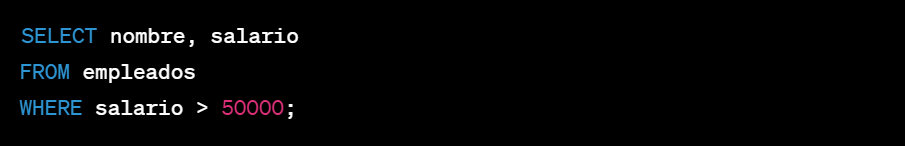 SELECT nombre, salario
FROM empleados
WHERE salario > 50000;